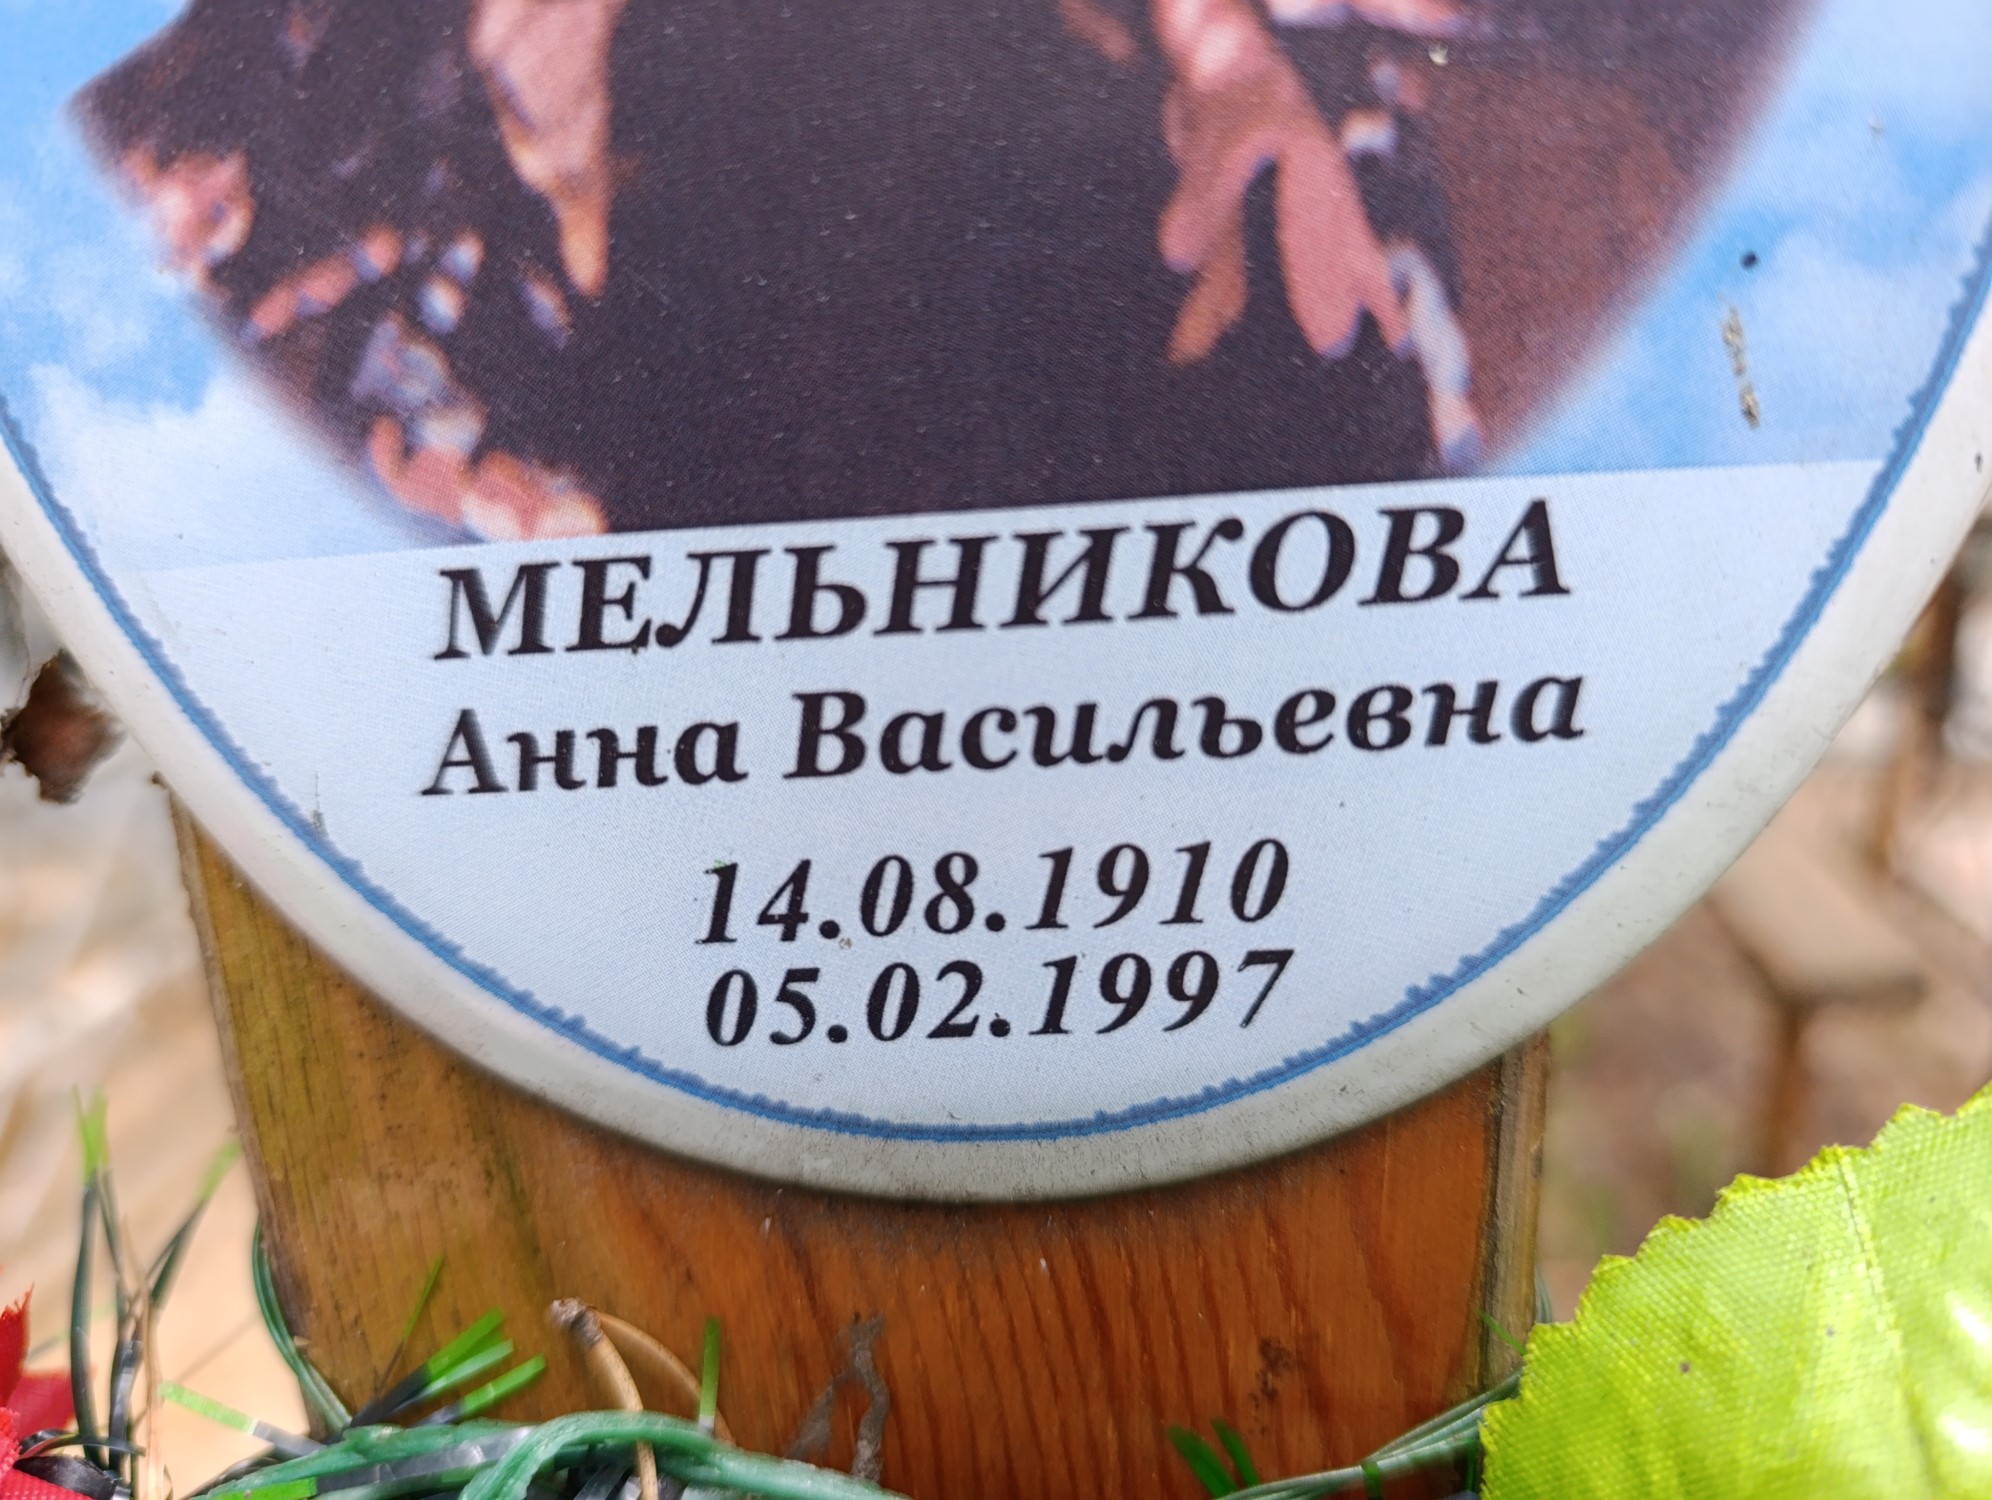 МЕЛЬНИКОВА
Анна Васильевна
14.08.1910
05.02.1997